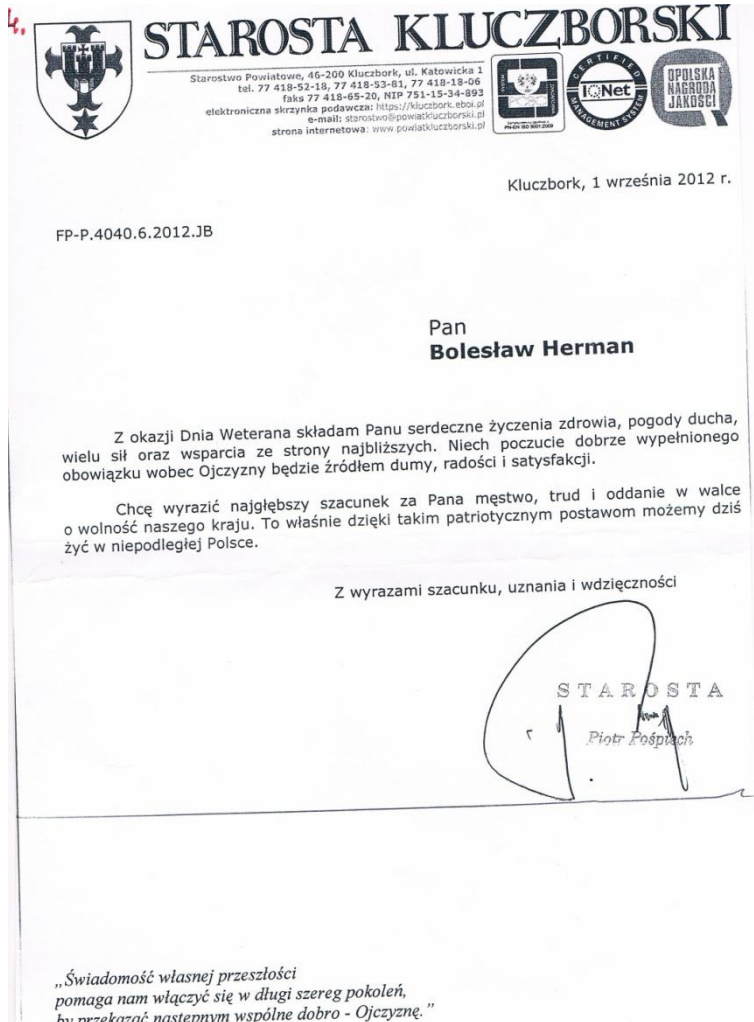 4.
STAROSTA KLUCZBORSKI
Starostwo Powiatowe, 46-200 Kluczbork, ul. Katowicka 1
tel. 77 418-52-18, 77 418-53-81, 77 418-18-06
faks 77 418-65-20, NIP 751-15-34-893
elektroniczna skrzynka podawcza: https://kluczbork.eboi.pl
e-mail: starostwo@powiatkluczborski.pl
strona internetowa: www.powiatkluczborski.pl
PN-EN ISO 9001:2009
CERTIFIED
IQNet
MANAGEMENT SYSTEM
OPOLSKA
NAGRODA
JAKOŚCI
Kluczbork, 1 września 2012 r.
FP-P.4040.6.2012.JB
Pan
Bolesław Herman
Z okazji Dnia Weterana składam Panu serdeczne życzenia zdrowia, pogody ducha,
wielu sił oraz wsparcia ze strony najbliższych. Niech poczucie dobrze wypełnionego
obowiązku wobec Ojczyzny będzie źródłem dumy, radości i satysfakcji.
Chcę wyrazić najgłębszy szacunek za Pana męstwo, trud i oddanie w walce
o wolność naszego kraju. To właśnie dzięki takim patriotycznym postawom możemy dziś
żyć w niepodległej Polsce.
Z wyrazami szacunku, uznania i wdzięczności
STAROSTA
Piotr Pośpiech
„Świadomość własnej przeszłości
pomaga nam włączyć się w długi szereg pokoleń,
by przekazać następnym wspólne dobro - Ojczyznę."